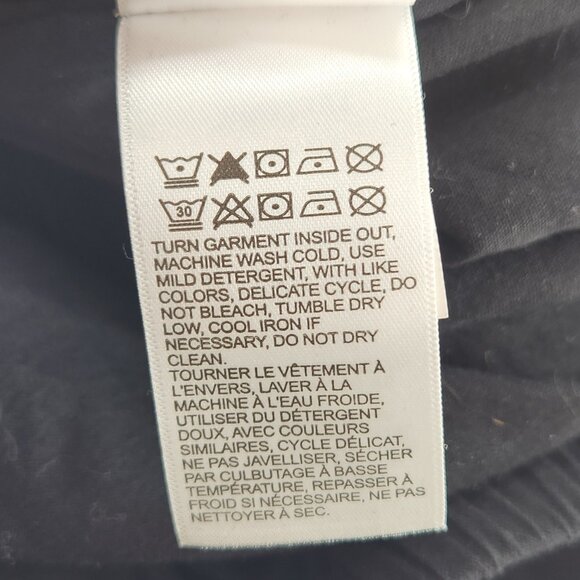 30
TURN GARMENT INSIDE OUT,
MACHINE WASH COLD, USE
MILD DETERGENT, WITH LIKE
COLORS, DELICATE CYCLE, DO
NOT BLEACH, TUMBLE DRY
LOW, COOL IRON IF
NECESSARY, DO NOT DRY
CLEAN.
TOURNER LE VÊTEMENT À
L'ENVERS, LAVER À LA
MACHINE À L'EAU FROIDE,
UTILISER DU DÉTERGENT
DOUX, AVEC COULEURS
SIMILAIRES, CYCLE DÉLICAT,
NE PAS JAVELLISER, SÉCHER
PAR CULBUTAGE À BASSE
TEMPÉRATURE, REPASSER À
FROID SI NÉCESSAIRE, NE PAS
NETTOYER À SEC.